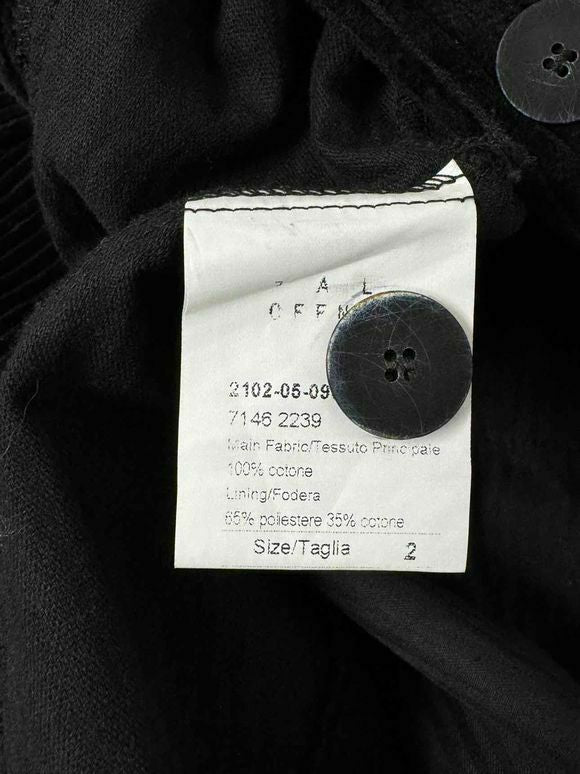 A L
OFFN
2102-05-09
7146 2239
Main Fabric/Tessuto Principale
100% cotone
Lining/Fodera
65% poliestere 35% cotone
Size/Taglia 2